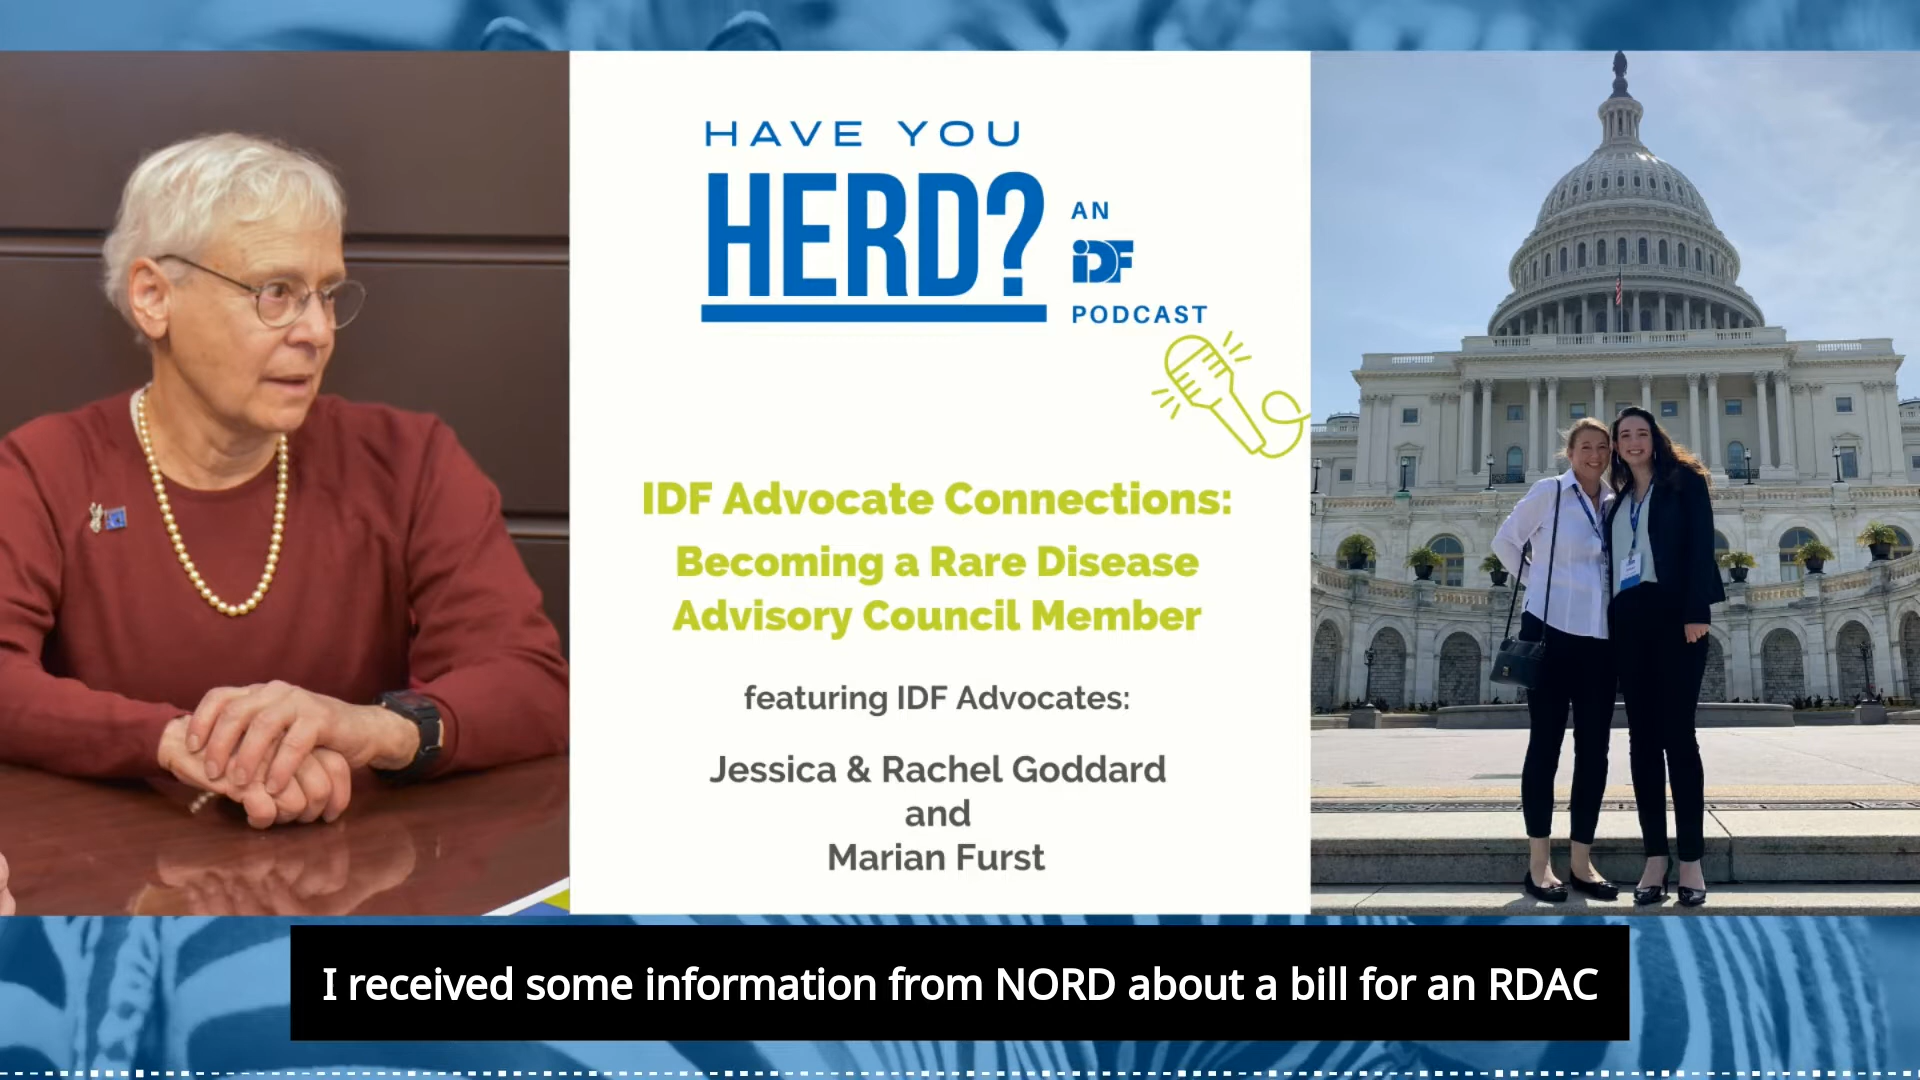 HAVE YOU
HERD?
AN
IDF
PODCAST
IDF Advocate Connections:
Becoming a Rare Disease
Advisory Council Member
featuring IDF Advocates:
Jessica & Rachel Goddard
and
Marian Furst
I received some information from NORD about a bill for an RDAC